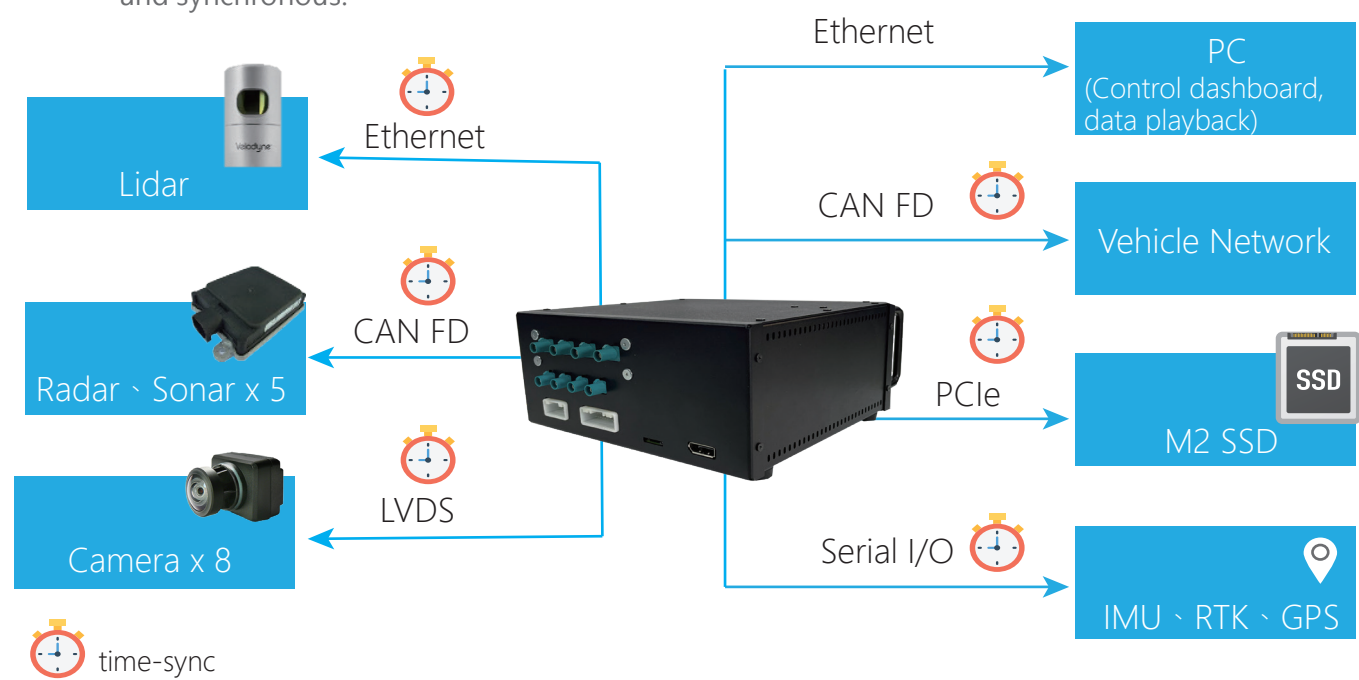 and synchronous.
Ethernet
PC
(Control dashboard,
data playback)
Velodyne
Ethernet
Lidar
CAN FD
Vehicle Network
CAN FD
Radar、Sonar x 5
PCIe
SSD
M2 SSD
LVDS
Camera x 8
Serial I/O
IMU、RTK、GPS
time-sync